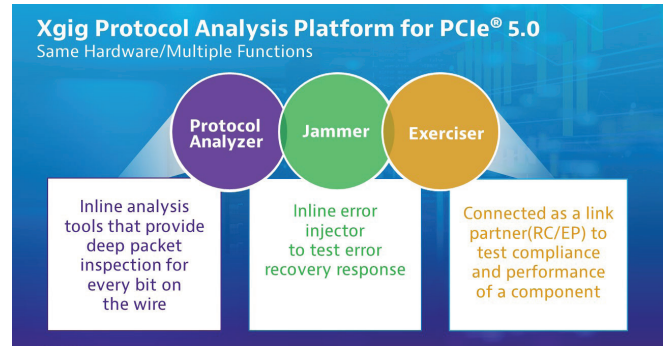 Xgig Protocol Analysis Platform for PCIe® 5.0
Same Hardware/Multiple Functions
Protocol
Analyzer
Jammer
Exerciser
Inline analysis
tools that provide
deep packet
inspection for
every bit on
the wire
Inline error
injector
to test error
recovery response
Connected as a link
partner(RC/EP) to
test compliance
and performance
of a component